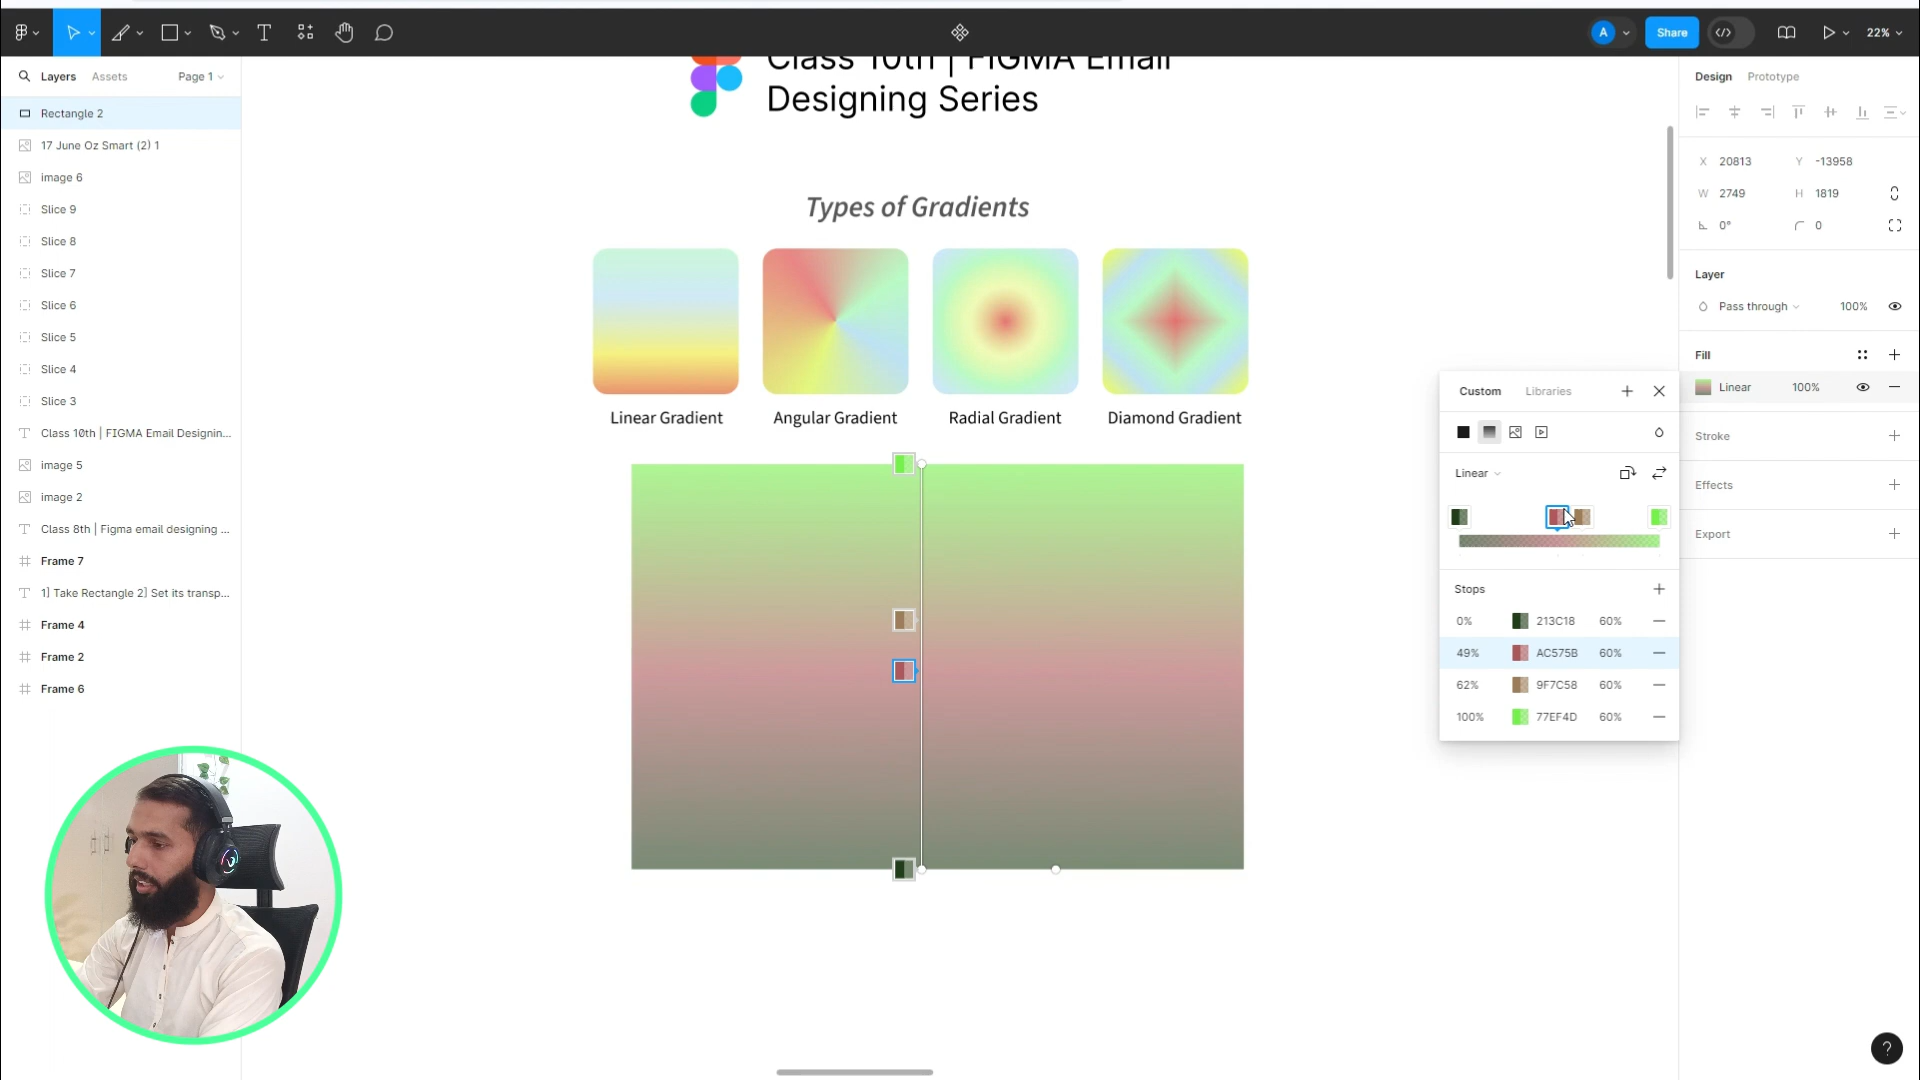 Share
22%
Layers
Assets
Page 1
Rectangle 2
17 June Oz Smart (2) 1
image 6
Slice 9
Slice 8
Slice 7
Slice 6
Slice 5
Slice 4
Slice 3
Class 10th | FIGMA Email Designin...
image 5
image 2
Class 8th | Figma email designing ...
Frame 7
1] Take Rectangle 2] Set its transp...
Frame 4
Frame 2
Frame 6
Class 10th | FIGMA Email
Designing Series
Types of Gradients
Linear Gradient
Angular Gradient
Radial Gradient
Diamond Gradient
Custom
Libraries
Linear
Stops
0% 213C18 60%
49% AC575B 60%
62% 9F7C58 60%
100% 77EF4D 60%
A
Design
Prototype
X 20813 Y -13958
W 2749 H 1819
0° 0
Layer
Pass through 100%
Fill
Linear 100%
Stroke
Effects
Export
?